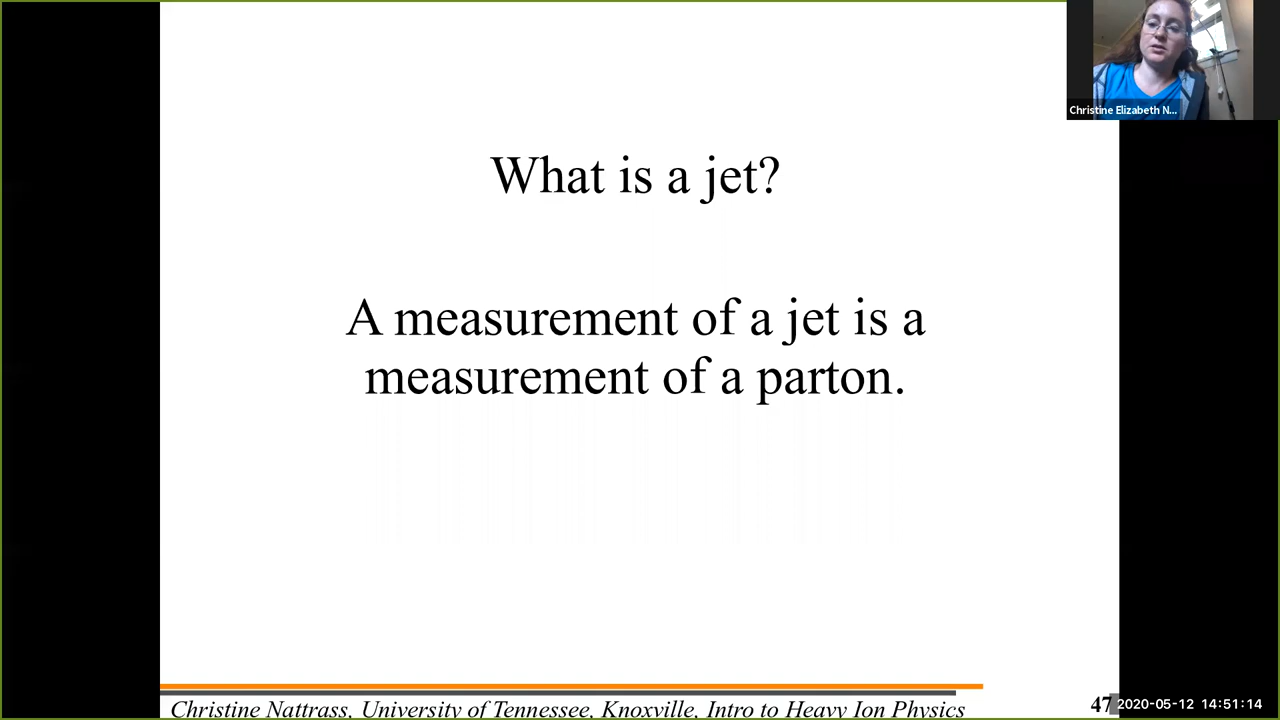 Christine Elizabeth N...
What is a jet?
A measurement of a jet is a
measurement of a parton.
Christine Nattrass, University of Tennessee, Knoxville, Intro to Heavy Ion Physics
47
2020-05-12 14:51:14